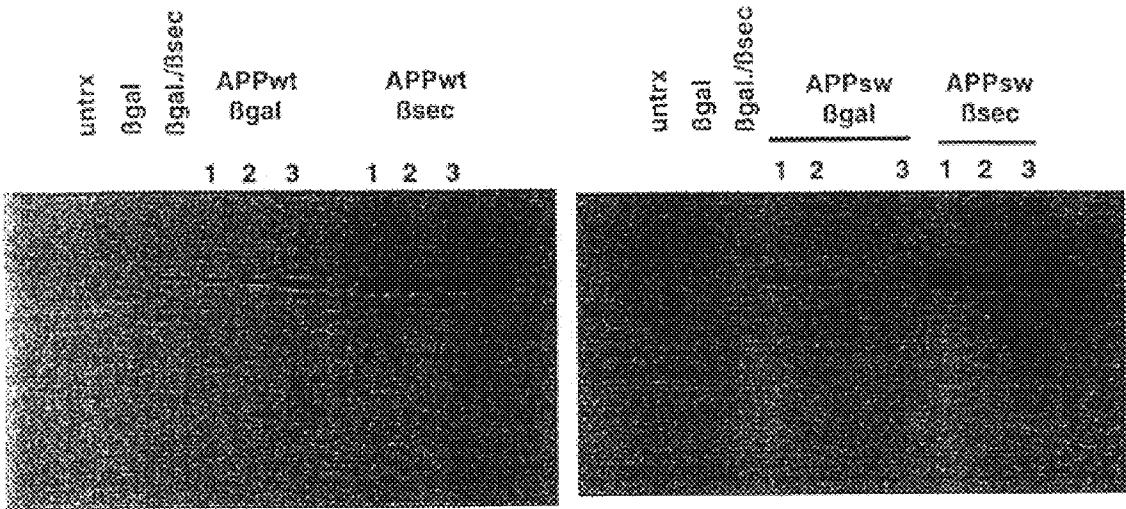 untrx
ßgal
ßgal./ßsec
APPwt
ßgal
APPwt
ßsec
1 2 3 1 2 3
untrx
ßgal
ßgal./ßsec
APPsw
ßgal
APPsw
ßsec
1 2 3 1 2 3